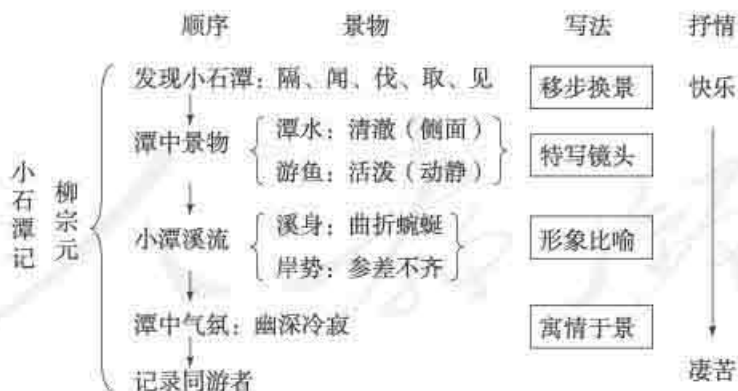 顺序 景物 写法 抒情
小石潭记
柳宗元
发现小石潭：隔、闻、伐、取、见 移步换景 快乐
潭中景物 潭水：清澈（侧面） 特写镜头
游鱼：活泼（动静）
小潭溪流 溪身：曲折蜿蜒 形象比喻
岸势：参差不齐
潭中气氛：幽深冷寂 寓情于景
记录同游者 凄苦